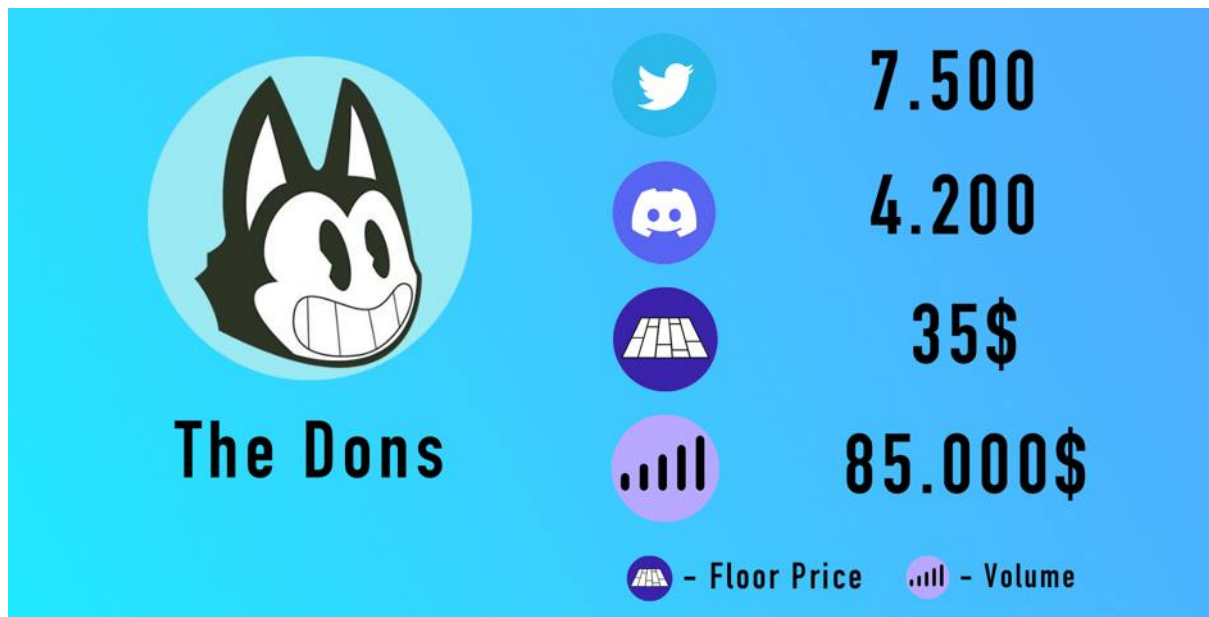 7.500
4.200
35$
The Dons
85.000$
- Floor Price
- Volume